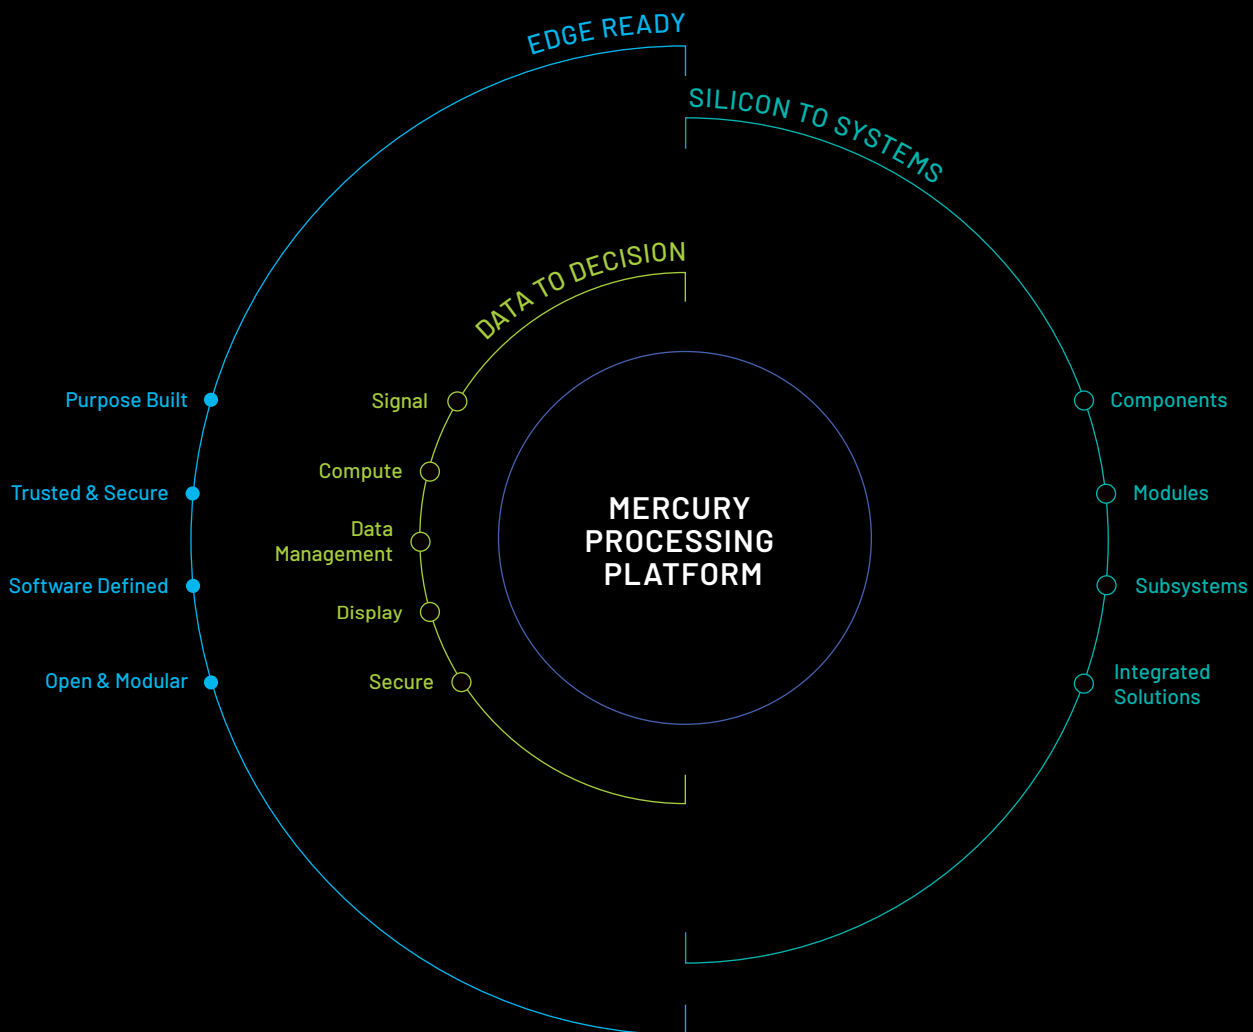 EDGE READY
SILICON TO SYSTEMS
DATA TO DECISION
Purpose Built
Trusted & Secure
Software Defined
Open & Modular
Signal
Compute
Data
Management
Display
Secure
MERCURY
PROCESSING
PLATFORM
Components
Modules
Subsystems
Integrated
Solutions